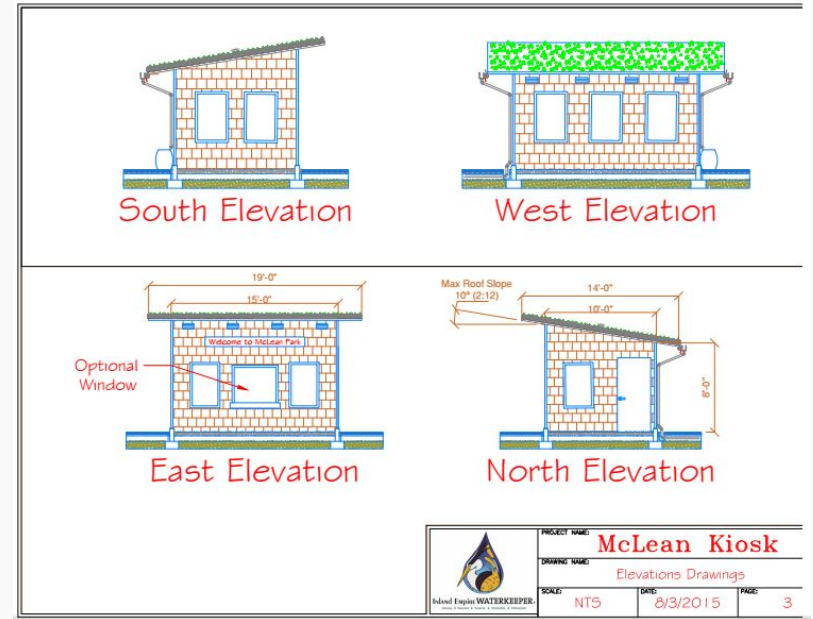 South Elevation
West Elevation
19'-0"
15'-0"
Welcome to McLean Park
Optional
Window
East Elevation
Max Roof Slope
10° (2:12)
14'-0"
10'-0"
8'-0"
North Elevation
Inland Empire WATERKEEPER
PROJECT NAME:
McLean Kiosk
DRAWING NAME:
Elevations Drawings
SCALE:
NTS
DATE:
8/3/2015
PAGE:
3